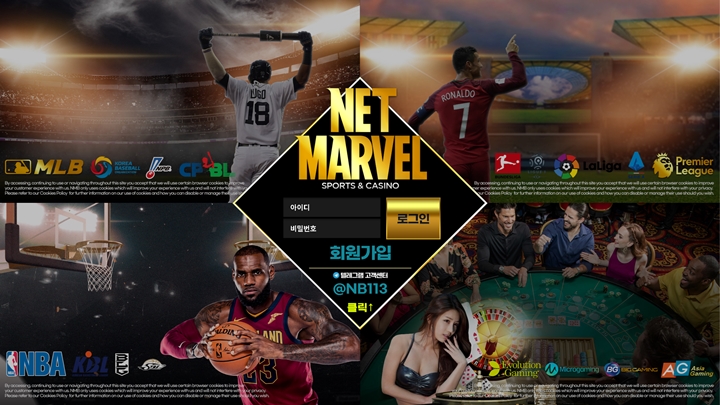 LUGO
18
RONALDO
7
NET
MARVEL
SPORTS & CASINO
MLB
KOREA
BASEBALL
ORGANIZATION
NPB
CPBL
LaLiga
Premier
League
By accessing, continuing to use or navigating throughout this site you accept that we will use certain browser cookies to improve
your customer experience with us. NMB only uses cookies which will improve your experience with us and will not interfere with your privacy.
Please refer to our Cookies Policy for further information on our use of cookies and how you can disable or manage their use should you wish.
아이디
비밀번호
로그인
회원가입
텔레그램 고객센터
@NB113
클릭↑
NBA
KBL
Evolution
Gaming
Microgaming
BG
BIG GAMING
AG
Asia
Gaming